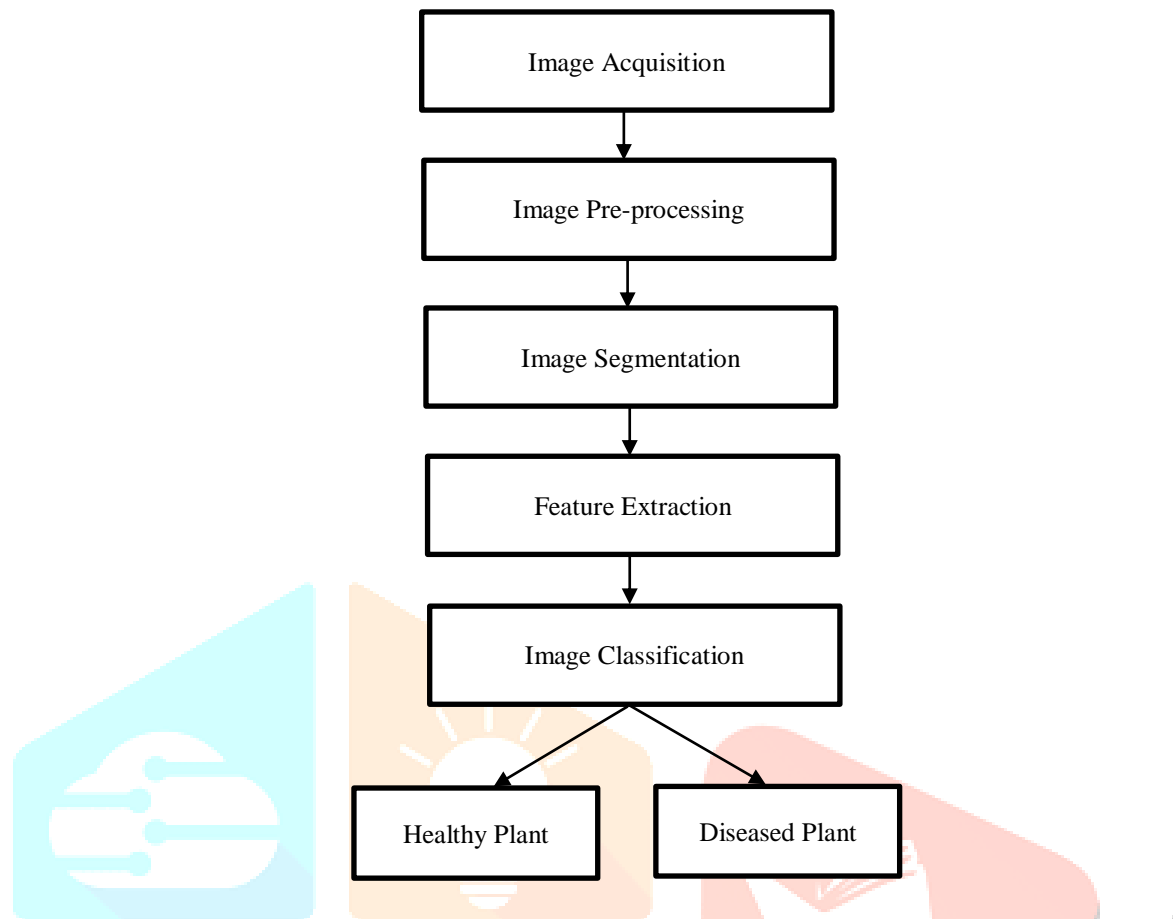 Image Acquisition
Image Pre-processing
Image Segmentation
Feature Extraction
Image Classification
Healthy Plant
Diseased Plant